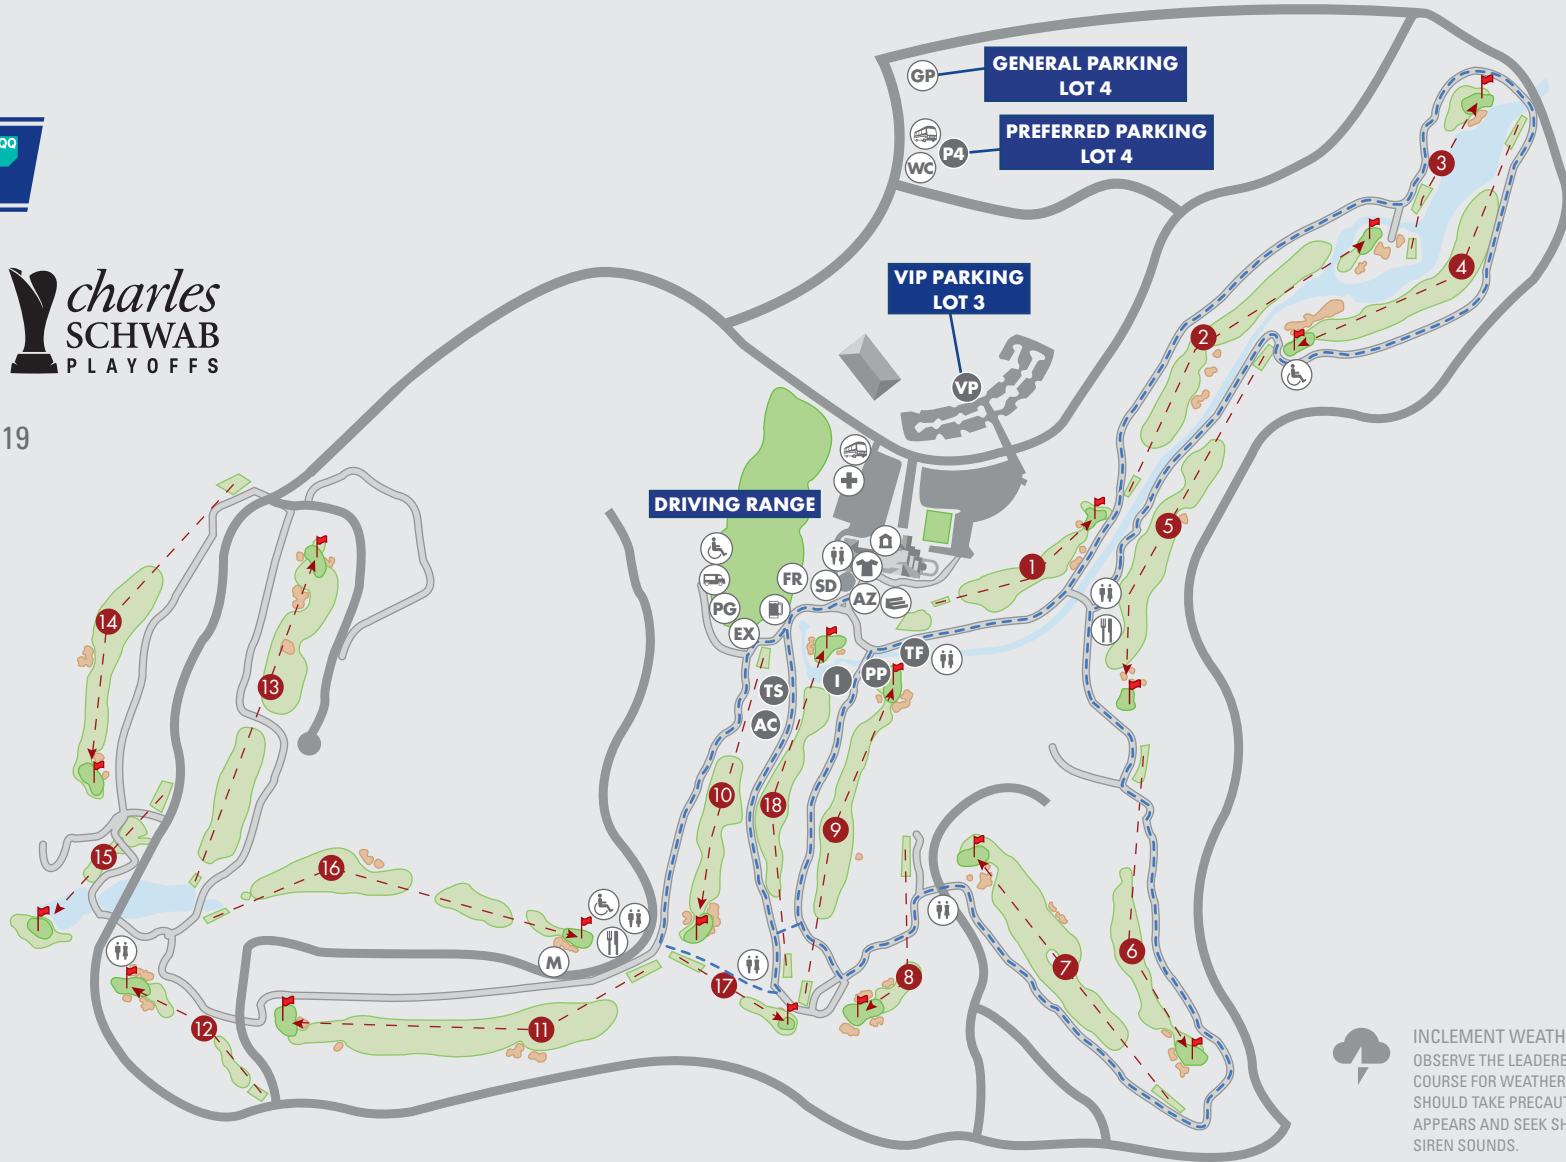 GP
GENERAL PARKING
LOT 4
PREFERRED PARKING
LOT 4
P4
WC
QQ
charles
SCHWAB
PLAYOFFS
19
VIP PARKING
LOT 3
VP
DRIVING RANGE
3
4
2
5
1
14
13
FR
SD
AZ
PG
EX
TF
PP
I
TS
AC
10
18
9
15
16
M
17
8
7
6
12
11
INCLEMENT WEATH
OBSERVE THE LEADERB
COURSE FOR WEATHER
SHOULD TAKE PRECAUT
APPEARS AND SEEK SH
SIREN SOUNDS.